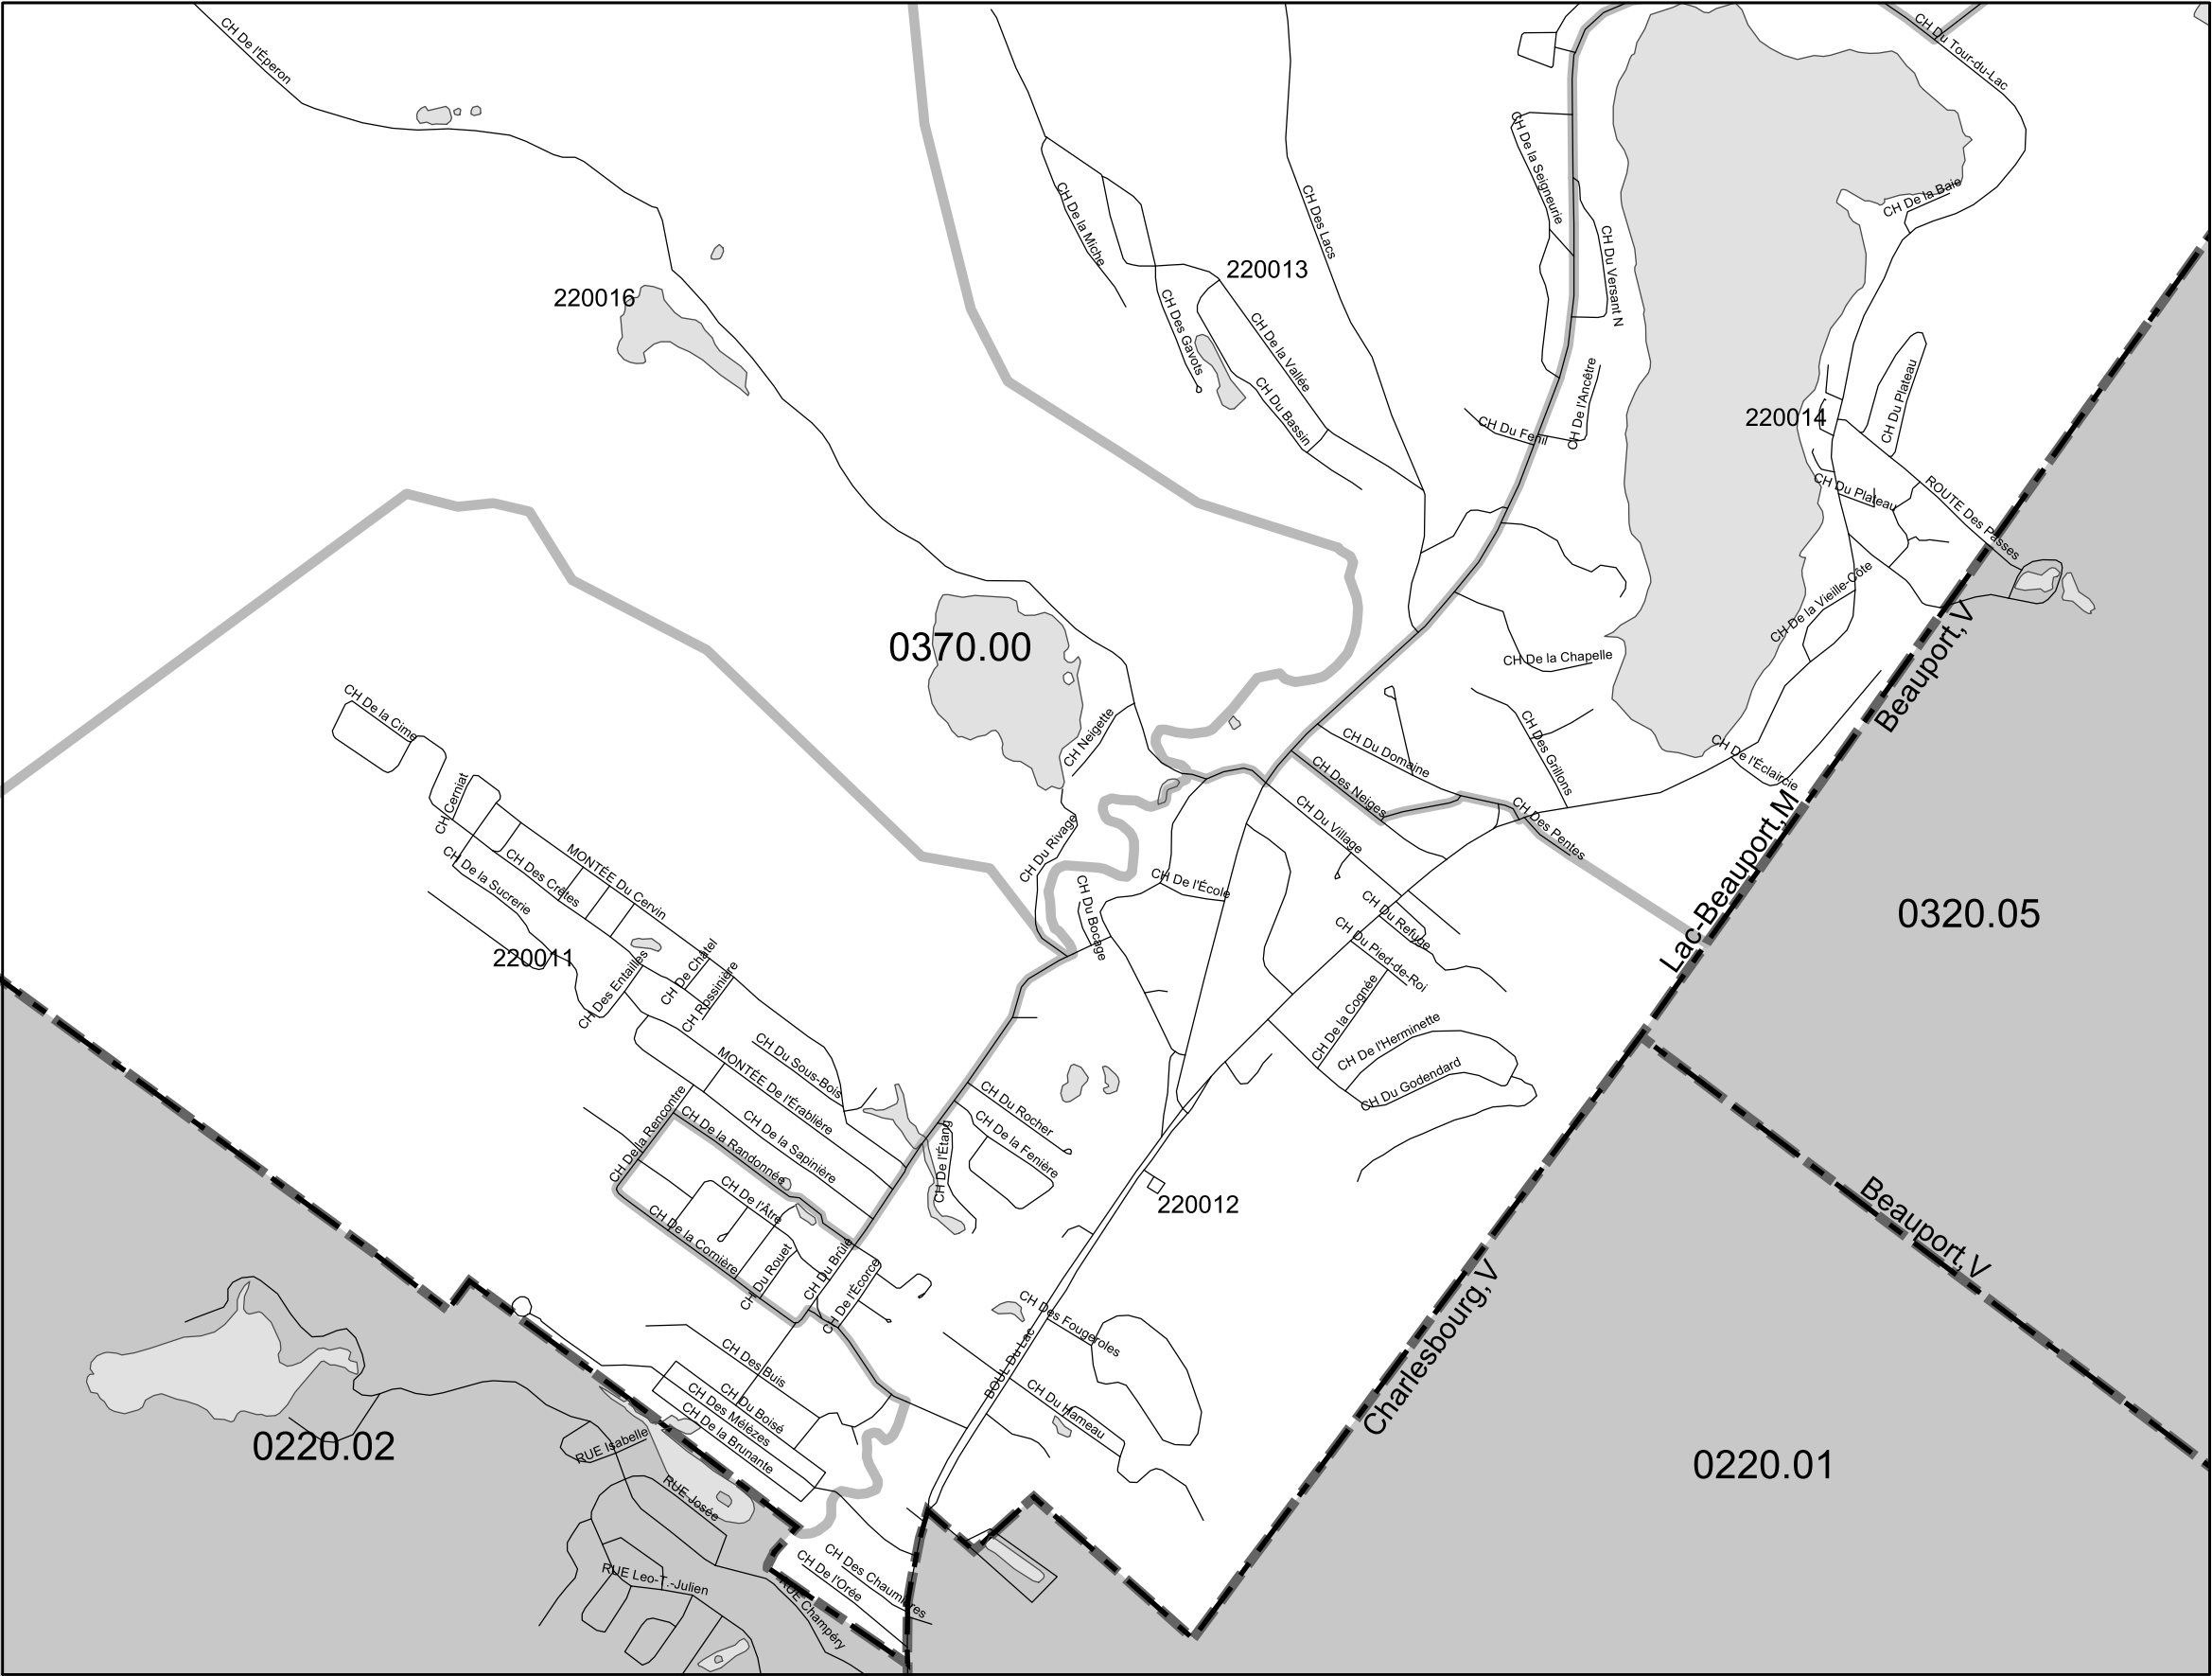 CH De l'Éperon
CH Du Tour-du-Lac
CH De la Seigneurie
CH De la Miche
CH Des Lacs
CH De la Baie
CH Du Versant N
220013
220016
CH Des Gavots
CH De la Vallée
CH Du Bassin
CH De l'Ancêtre
CH Du Plateau
220014
CH Du Fenil
CH Du Plateau
ROUTE Des Passes
CH De la Vieille-Côte
Beauport,V
0370.00
CH De la Chapelle
CH De la Cime
CH Neigette
CH Du Domaine
CH Des Grillons
CH De l'Éclaircie
CH Des Neiges
CH Cerniat
CH Du Village
CH Des Pentes
Lac-Beauport,M
CH Du Rivage
MONTÉE Du Cervin
CH Des Crêtes
CH De la Sucrerie
CH De l'École
CH Du Bocage
CH Du Refuge
0320.05
220011
CH Du Pied-de-Roi
CH De Châtel
CH Rossinière
CH Des Entailles
CH De la Cognée
CH De l'Herminette
CH Du Sous-Bois
MONTÉE De l'Érablière
CH Du Godendard
CH Du Rocher
CH De la Rencontre
CH De la Randonnée
CH De la Sapinière
CH De l'Étang
CH De la Fenière
220012
Beauport,V
CH De l'Âtre
CH De la Cornière
CH Du Rouet
CH Du Brûlé
CH De l'Écorce
Charlesbourg,V
CH Des Fougeroles
BOUL Du Lac
CH Des Buis
CH Du Boisé
CH Des Mélèzes
CH De la Brunante
CH Du Hameau
0220.02
RUE Isabelle
0220.01
RUE Josée
CH Des Chaumières
CH De l'Orée
RUE Leo-T.-Julien
RUE Champéry